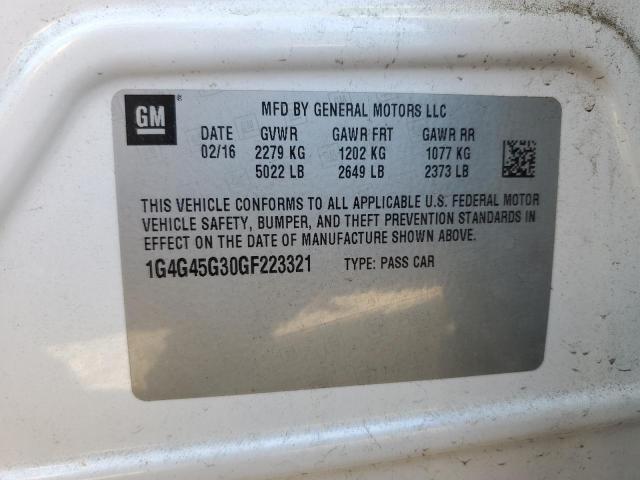 GM ®
MFD BY GENERAL MOTORS LLC
DATE GVWR GAWR FRT GAWR RR
02/16 2279 KG 1202 KG 1077 KG
5022 LB 2649 LB 2373 LB
THIS VEHICLE CONFORMS TO ALL APPLICABLE U.S. FEDERAL MOTOR
VEHICLE SAFETY, BUMPER, AND THEFT PREVENTION STANDARDS IN
EFFECT ON THE DATE OF MANUFACTURE SHOWN ABOVE.
1G4G45G30GF223321 TYPE: PASS CAR